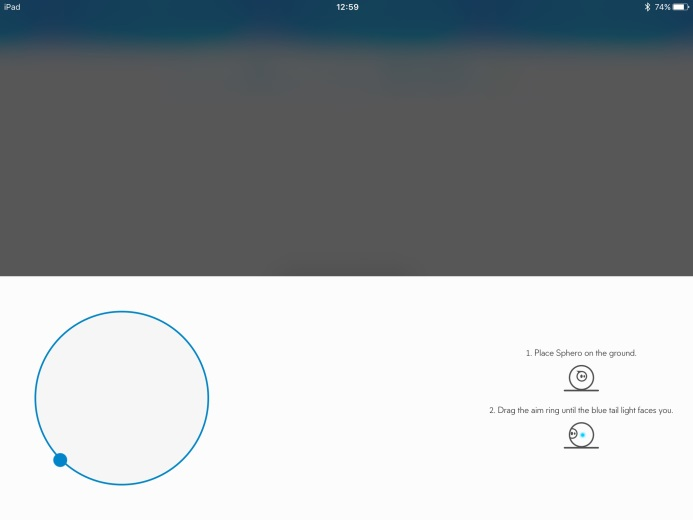 iPad 12:59 74%
1. Place Sphero on the ground.
2. Drag the aim ring until the blue tail light faces you.